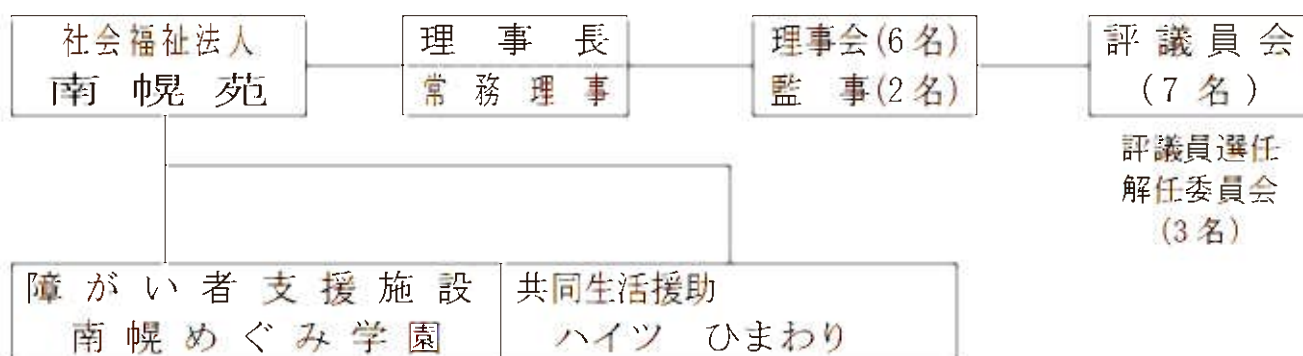 社会福祉法人
南幌苑
理事長
常務理事
理事会(6名)
監事(2名)
評議員会
(7名)
評議員選任
解任委員会
(3名)
障がい者支援施設
南幌めぐみ学園
共同生活援助
ハイツ ひまわり